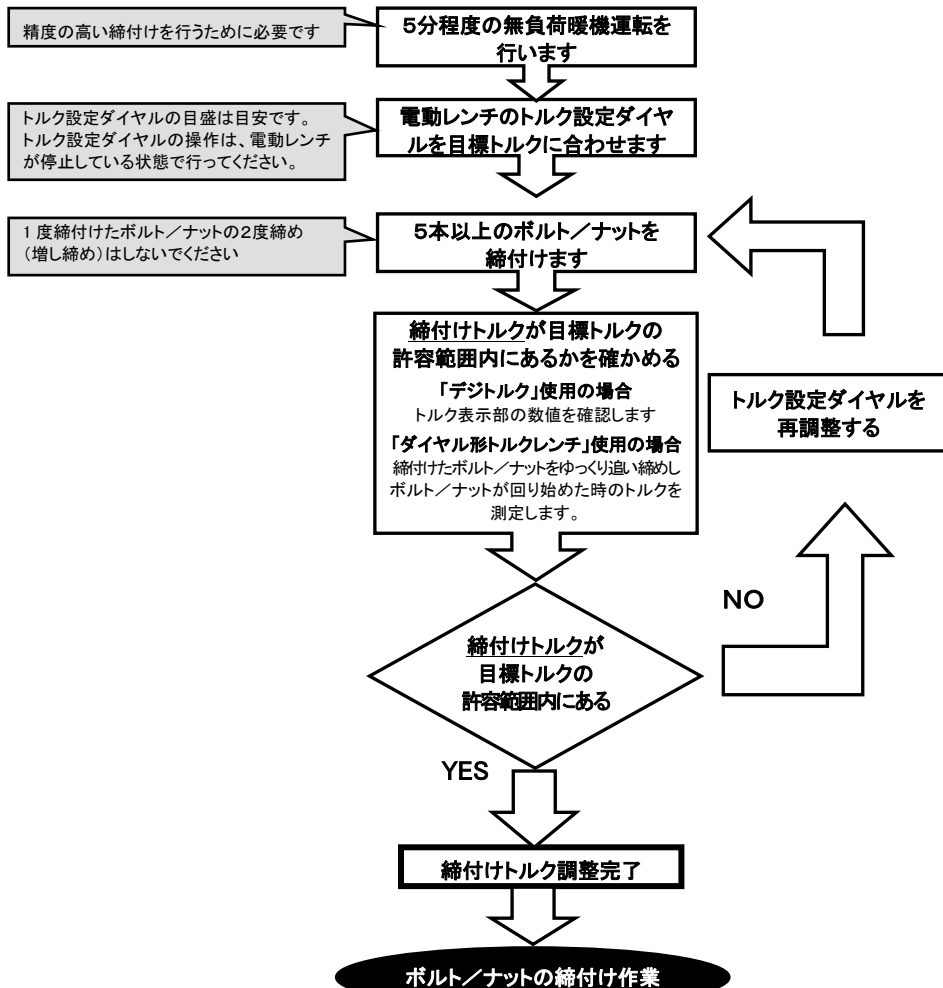 精度の高い締付けを行うために必要です
5分程度の無負荷暖機運転を
行います
トルク設定ダイヤルの目盛は目安です。
トルク設定ダイヤルの操作は、電動レンチ
が停止している状態で行ってください。
電動レンチのトルク設定ダイヤ
ルを目標トルクに合わせます
1度締付けたボルト／ナットの2度締め
（増し締め）はしないでください
5本以上のボルト／ナットを
締付けます
締付けトルクが目標トルクの
許容範囲内にあるかを確かめる
「デジトルク」使用の場合
トルク表示部の数値を確認します
「ダイヤル形トルクレンチ」使用の場合
締付けたボルト／ナットをゆっくり追い締めし
ボルト／ナットが回り始めた時のトルクを
測定します。
トルク設定ダイヤルを
再調整する
NO
締付けトルクが
目標トルクの
許容範囲内にある
YES
締付けトルク調整完了
ボルト／ナットの締付け作業